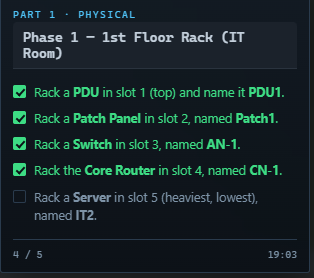 PART 1 · PHYSICAL
Phase 1 — 1st Floor Rack (IT
Room)
Rack a PDU in slot 1 (top) and name it PDU1.
Rack a Patch Panel in slot 2, named Patch1.
Rack a Switch in slot 3, named AN-1.
Rack the Core Router in slot 4, named CN-1.
Rack a Server in slot 5 (heaviest, lowest),
named IT2.
4 / 5
19:03